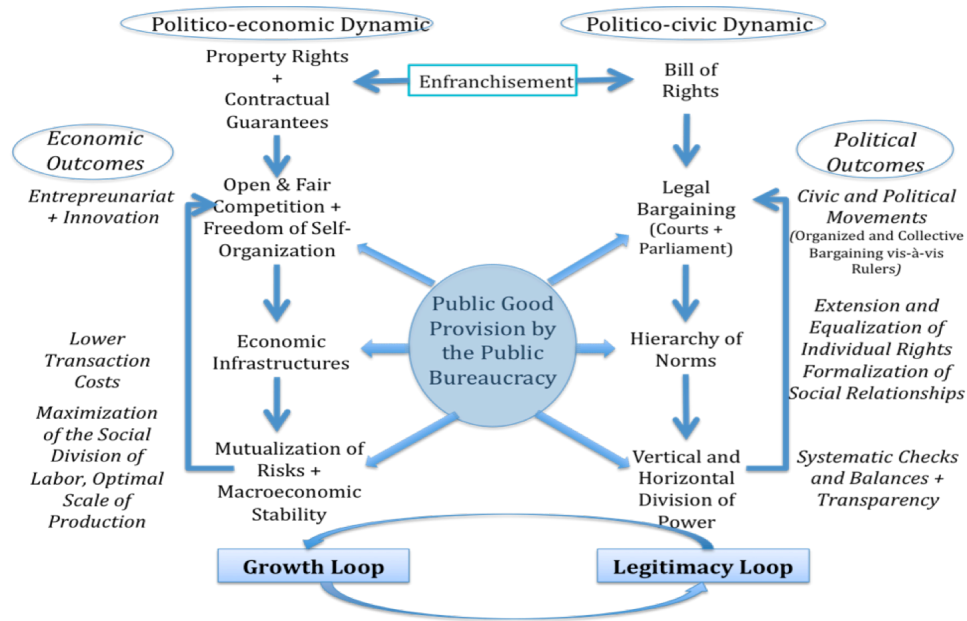 Politico-economic Dynamic
Politico-civic Dynamic
Property Rights
+
Contractual
Guarantees
Enfranchisement
Bill of
Rights
Economic
Outcomes
Political
Outcomes
Entrepreunariat
+ Innovation
Open & Fair
Competition +
Freedom of Self-
Organization
Legal
Bargaining
(Courts +
Parliament)
Civic and Political
Movements
(Organized and Collective
Bargaining vis-à-vis
Rulers)
Public Good
Provision by
the Public
Bureaucracy
Lower
Transaction
Costs
Economic
Infrastructures
Hierarchy of
Norms
Extension and
Equalization of
Individual Rights
Formalization of
Social Relationships
Maximization
of the Social
Division of
Labor, Optimal
Scale of
Production
Mutualization of
Risks +
Macroeconomic
Stability
Vertical and
Horizontal
Division of
Power
Systematic Checks
and Balances +
Transparency
Growth Loop
Legitimacy Loop